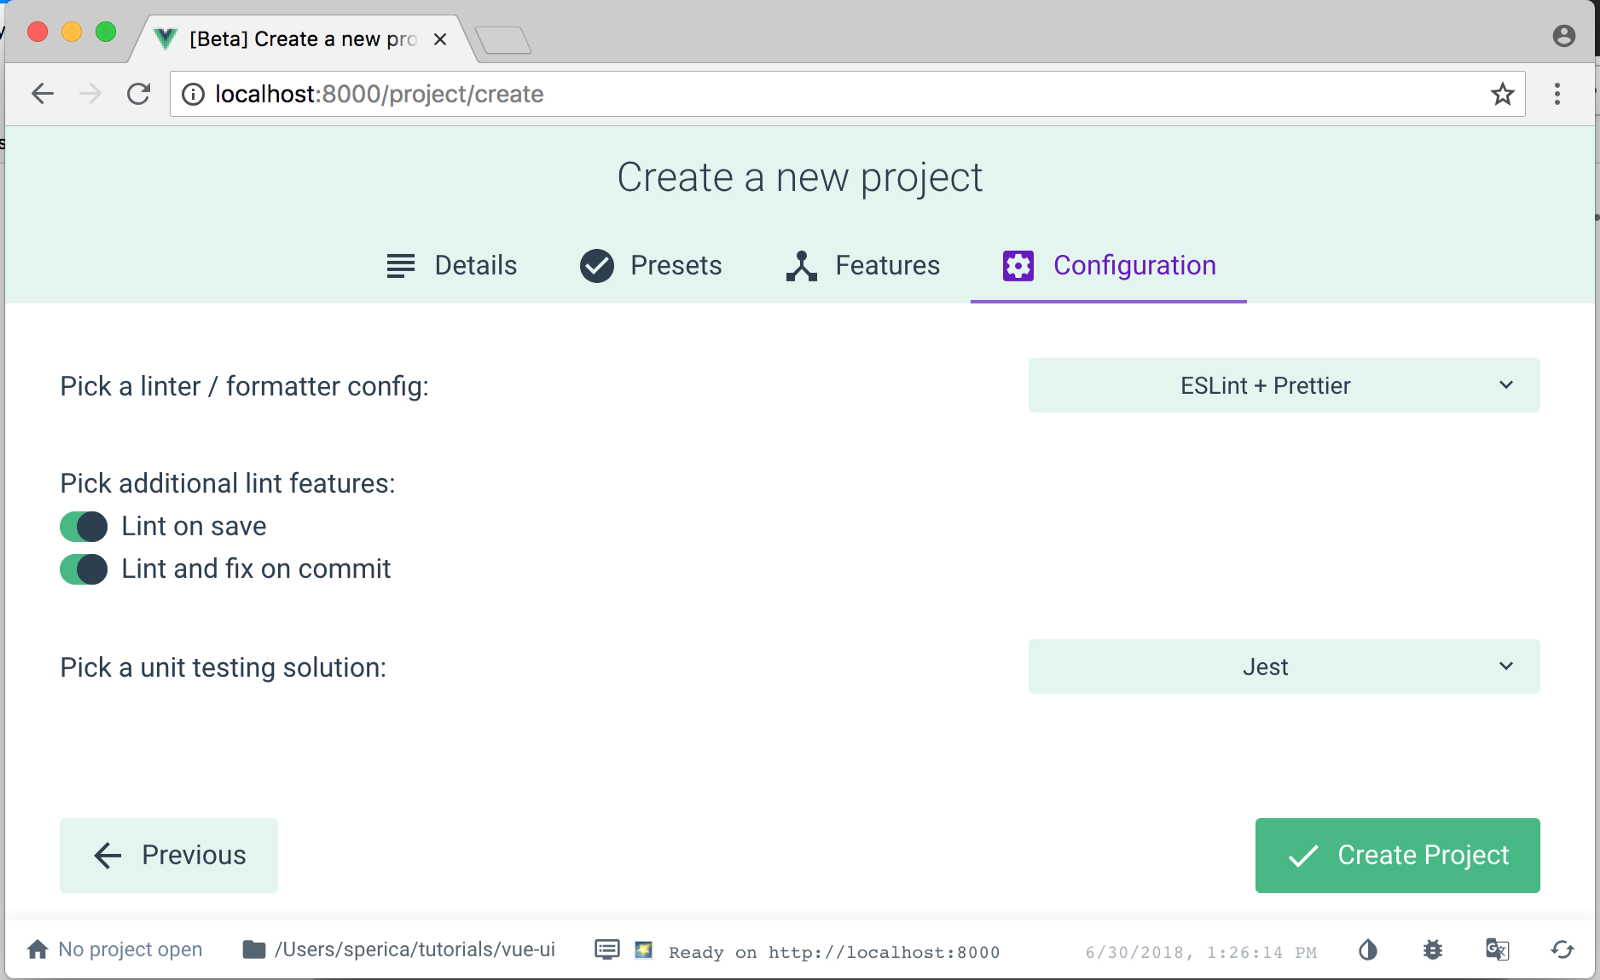 [Beta] Create a new pro
localhost:8000/project/create
Create a new project
Details Presets Features Configuration
Pick a linter / formatter config: ESLint + Prettier
Pick additional lint features:
Lint on save
Lint and fix on commit
Pick a unit testing solution: Jest
Previous Create Project
No project open /Users/sperica/tutorials/vue-ui Ready on http://localhost:8000 6/30/2018, 1:26:14 PM